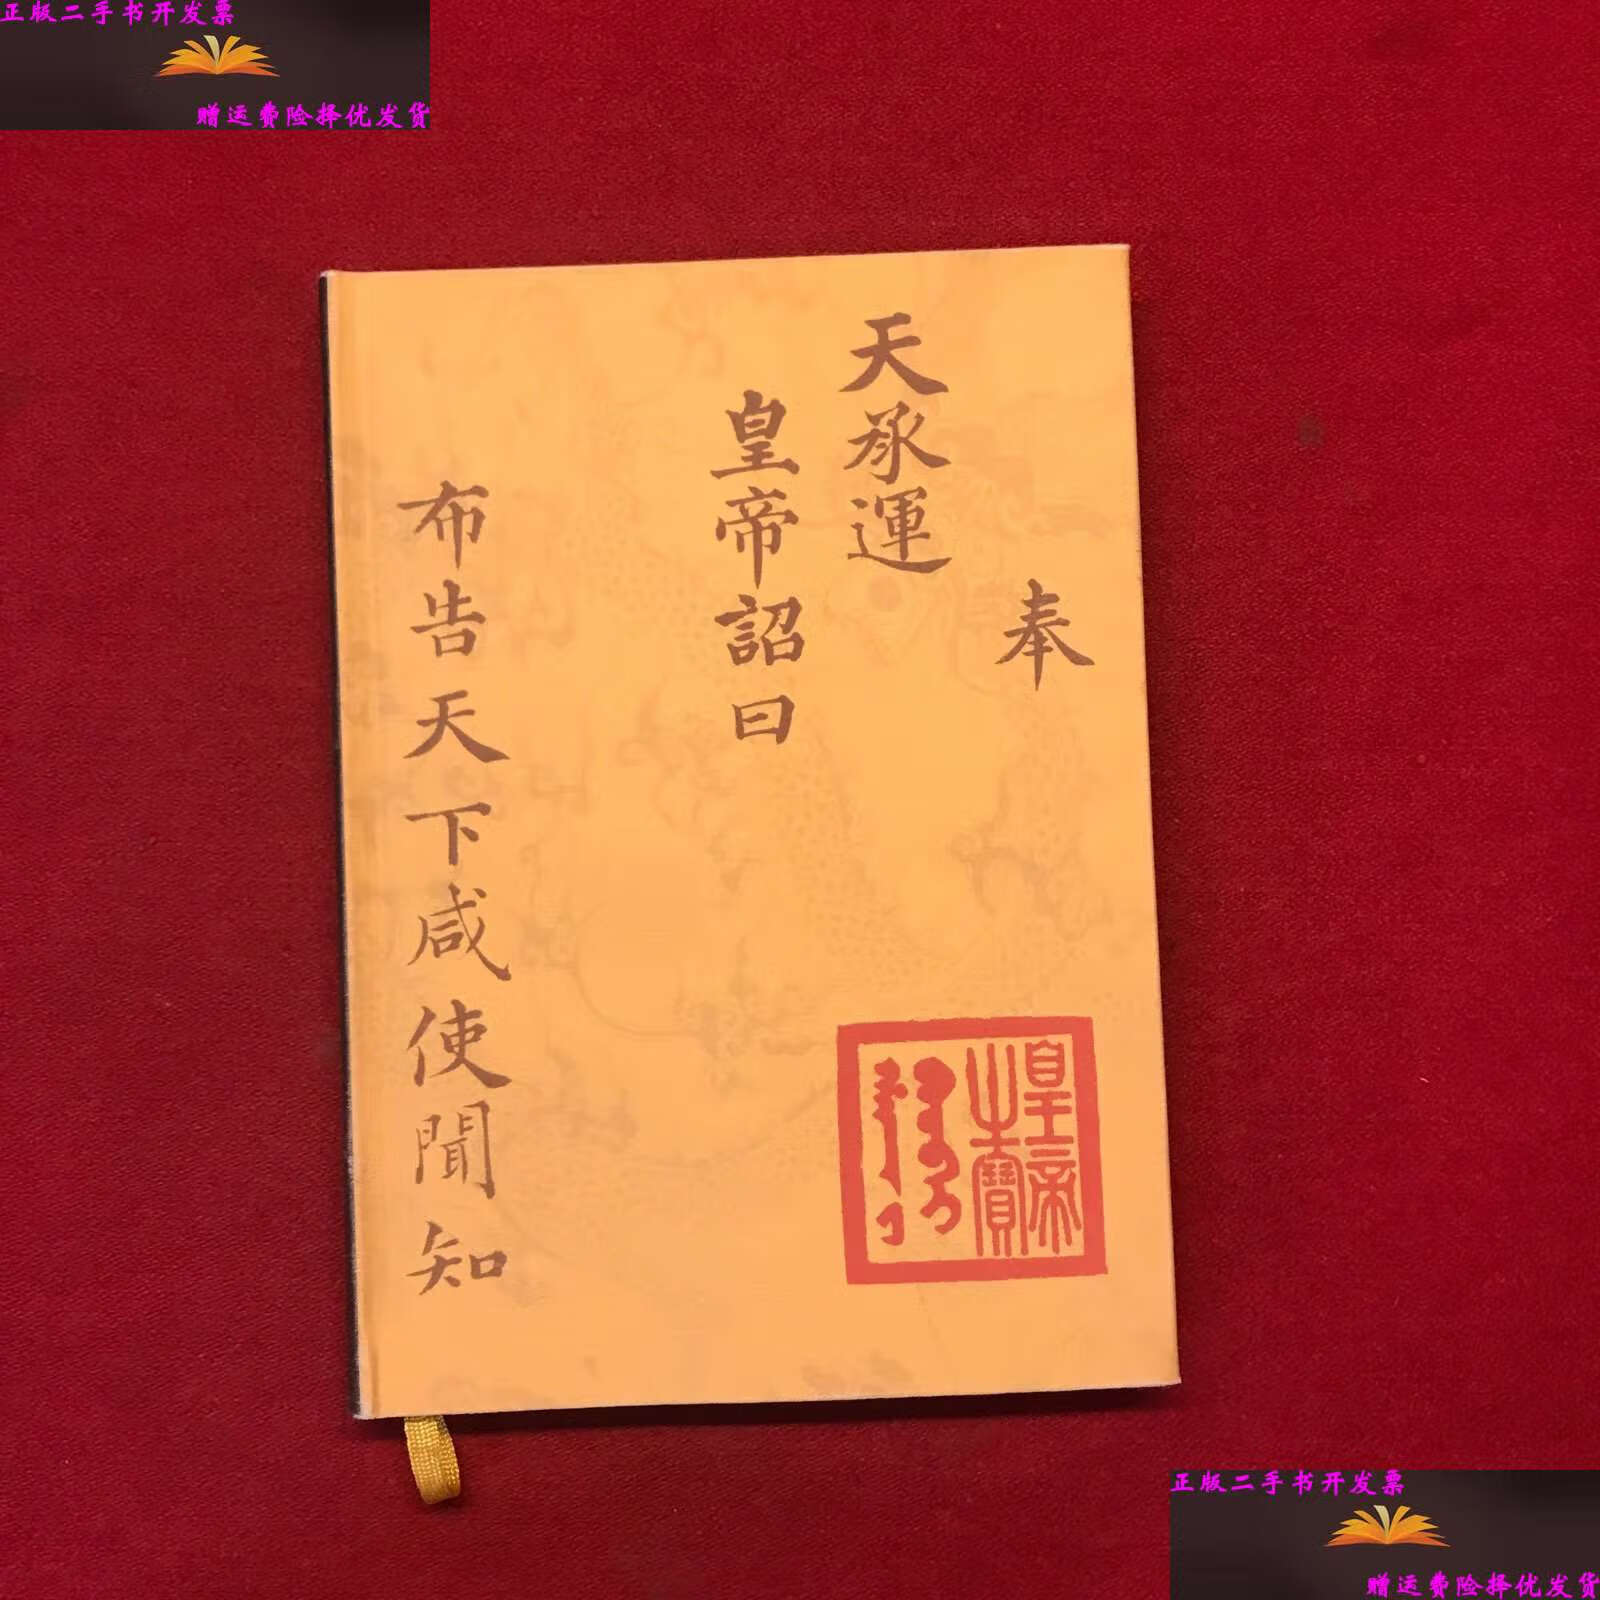 正版二手书开发票
赠运费险择优发货
奉
天承運
皇帝詔曰
布告天下咸使聞知
皇帝
之寶
正版二手书开发票
赠运费险择优发货